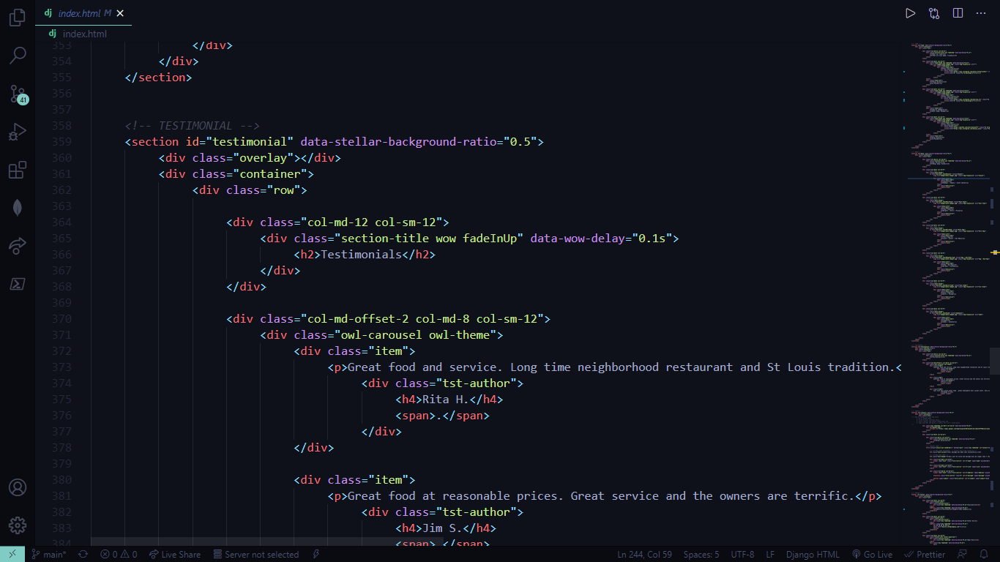 dj index.html M
dj index.html
353 </div>
354 </div>
355 </section>
356
357
358 <!-- TESTIMONIAL -->
359 <section id="testimonial" data-stellar-background-ratio="0.5">
360 <div class="overlay"></div>
361 <div class="container">
362 <div class="row">
363
364 <div class="col-md-12 col-sm-12">
365 <div class="section-title wow fadeInUp" data-wow-delay="0.1s">
366 <h2>Testimonials</h2>
367 </div>
368 </div>
369
370 <div class="col-md-offset-2 col-md-8 col-sm-12">
371 <div class="owl-carousel owl-theme">
372 <div class="item">
373 <p>Great food and service. Long time neighborhood restaurant and St Louis tradition.<
374 <div class="tst-author">
375 <h4>Rita H.</h4>
376 <span>.</span>
377 </div>
378 </div>
379
380 <div class="item">
381 <p>Great food at reasonable prices. Great service and the owners are terrific.</p>
382 <div class="tst-author">
383 <h4>Jim S.</h4>
384 <span>.</span>
41
main* 0 0 Live Share Server not selected Ln 244, Col 59 Spaces: 5 UTF-8 LF Django HTML Go Live Prettier